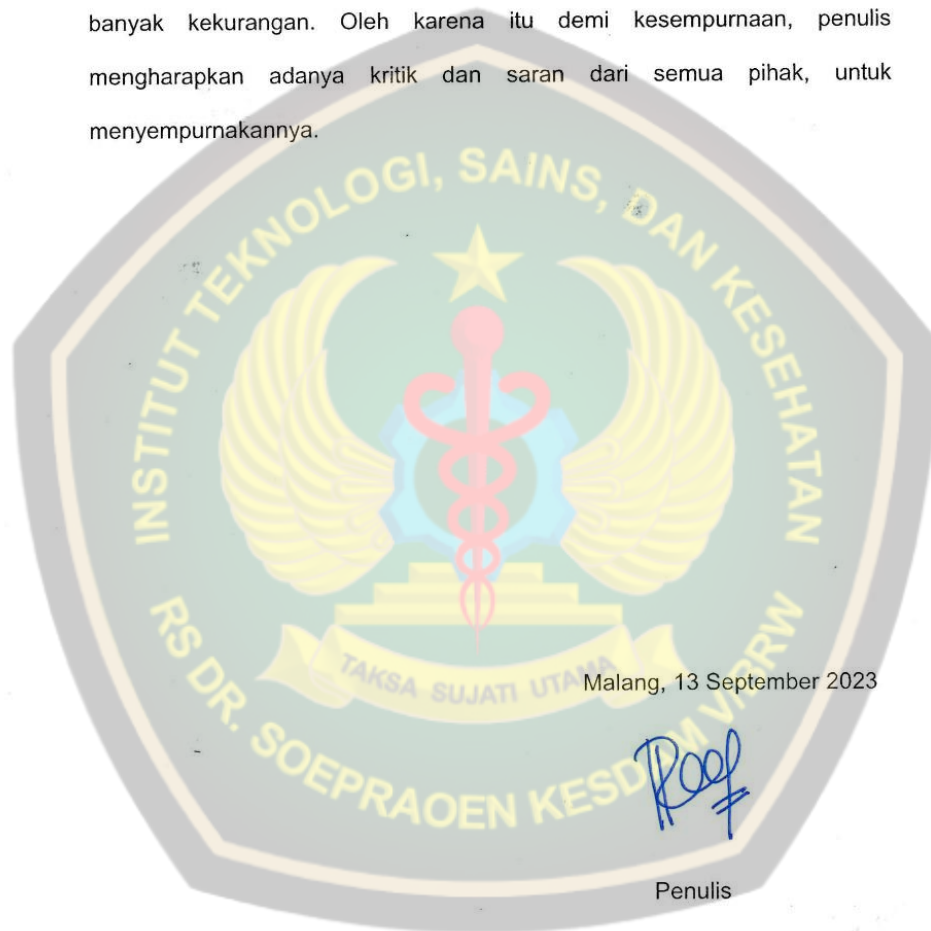 banyak kekurangan. Oleh karena itu demi kesempurnaan, penulis
mengharapkan adanya kritik dan saran dari semua pihak, untuk
menyempurnakannya.
INSTITUT TEKNOLOGI, SAINS, DAN KESEHATAN
TAKSA SUJATI UTAMA
RS DR. SOEPRAOEN KESDAM V/BRW
Malang, 13 September 2023
Penulis